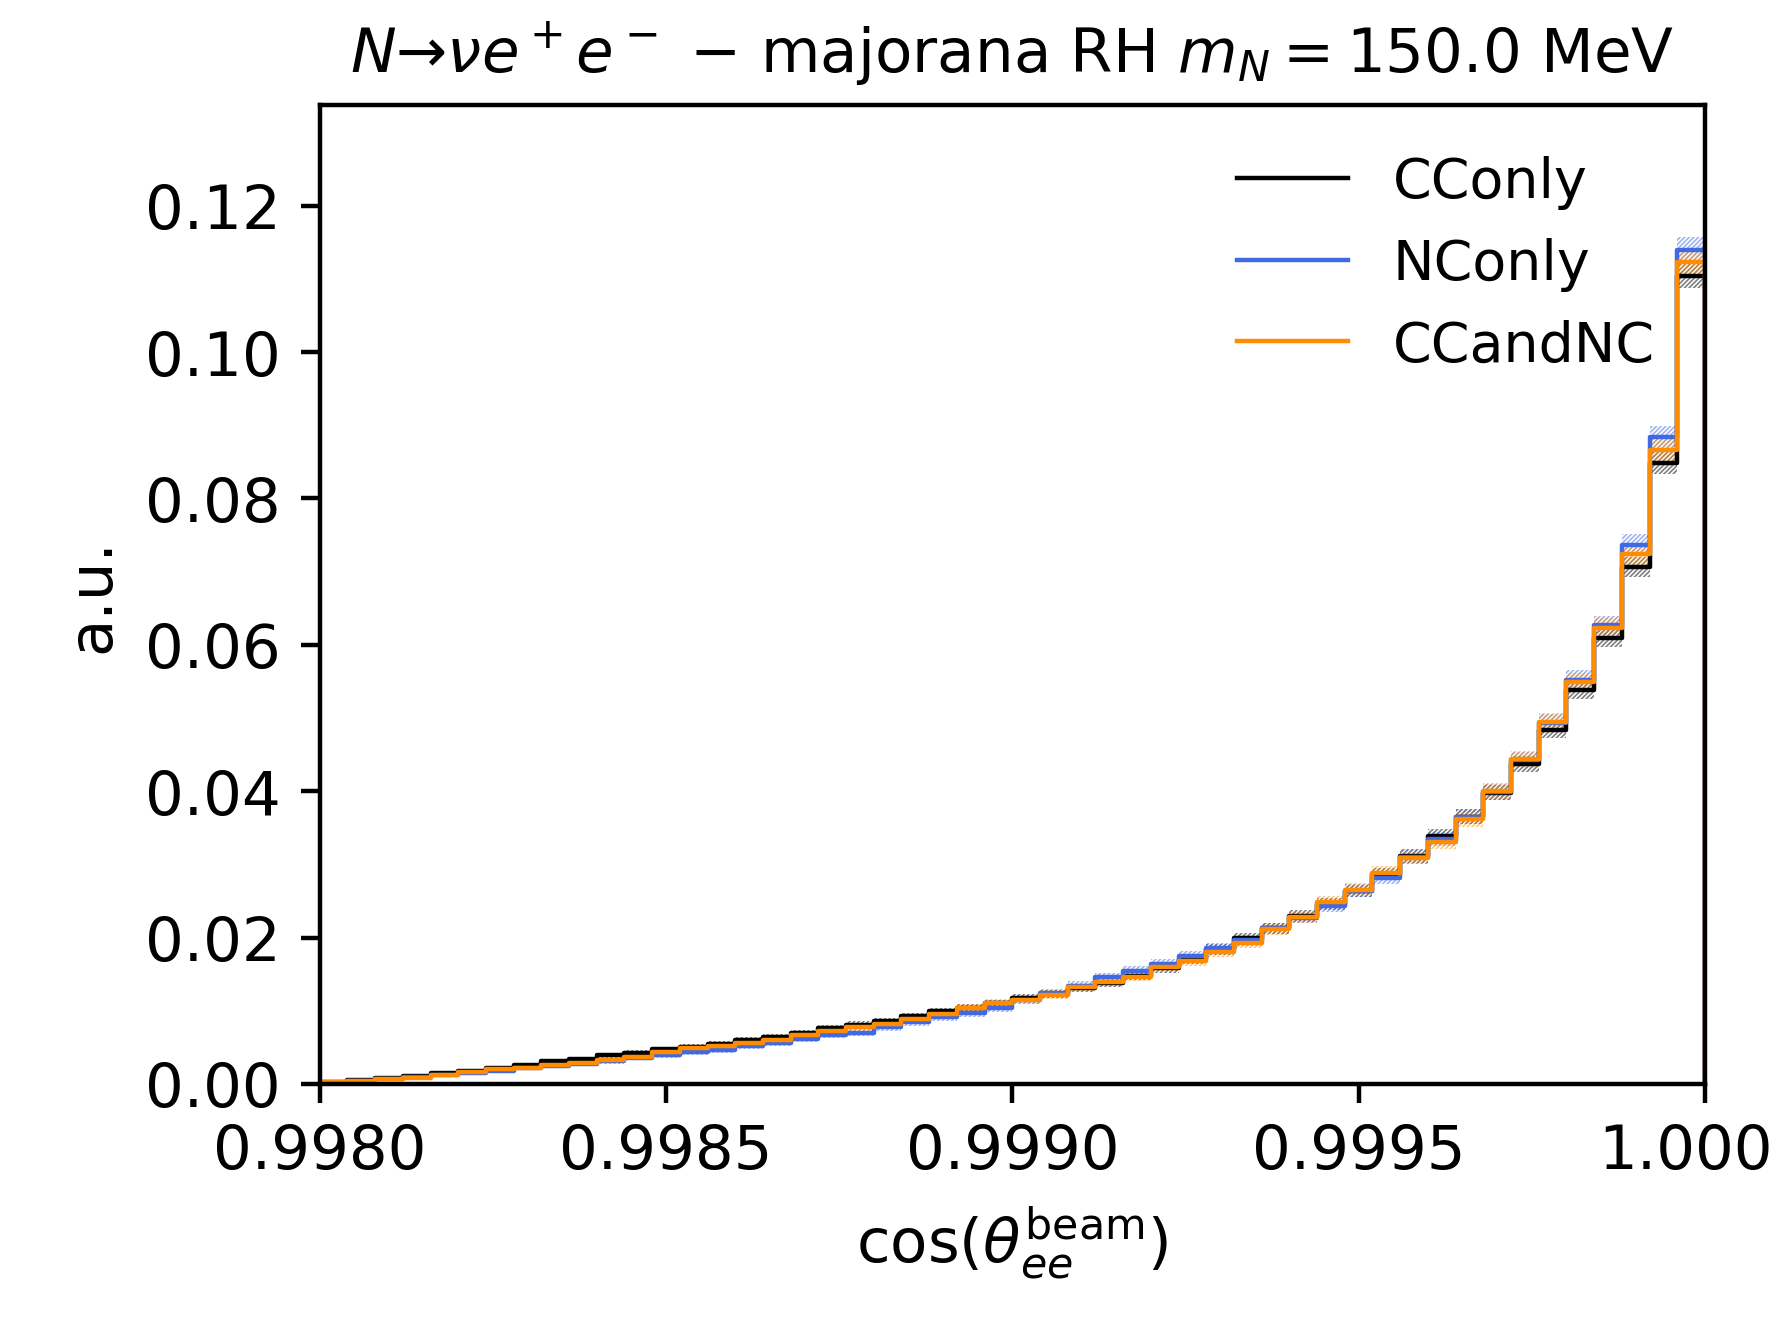 N→νe⁺e⁻ − majorana RH m_N = 150.0 MeV
CConly
NConly
CCandNC
0.12
0.10
0.08
0.06
0.04
0.02
0.00
a.u.
0.9980 0.9985 0.9990 0.9995 1.000
cos(θ_ee^beam)